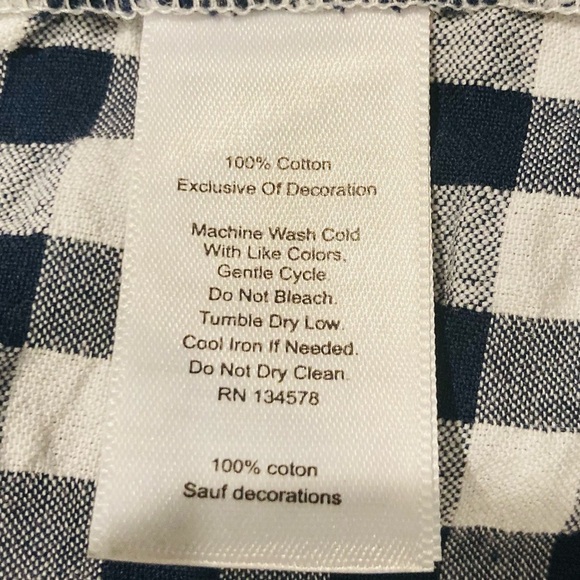 100% Cotton
Exclusive Of Decoration
Machine Wash Cold
With Like Colors.
Gentle Cycle
Do Not Bleach.
Tumble Dry Low.
Cool Iron If Needed.
Do Not Dry Clean.
RN 134578
100% coton
Sauf decorations